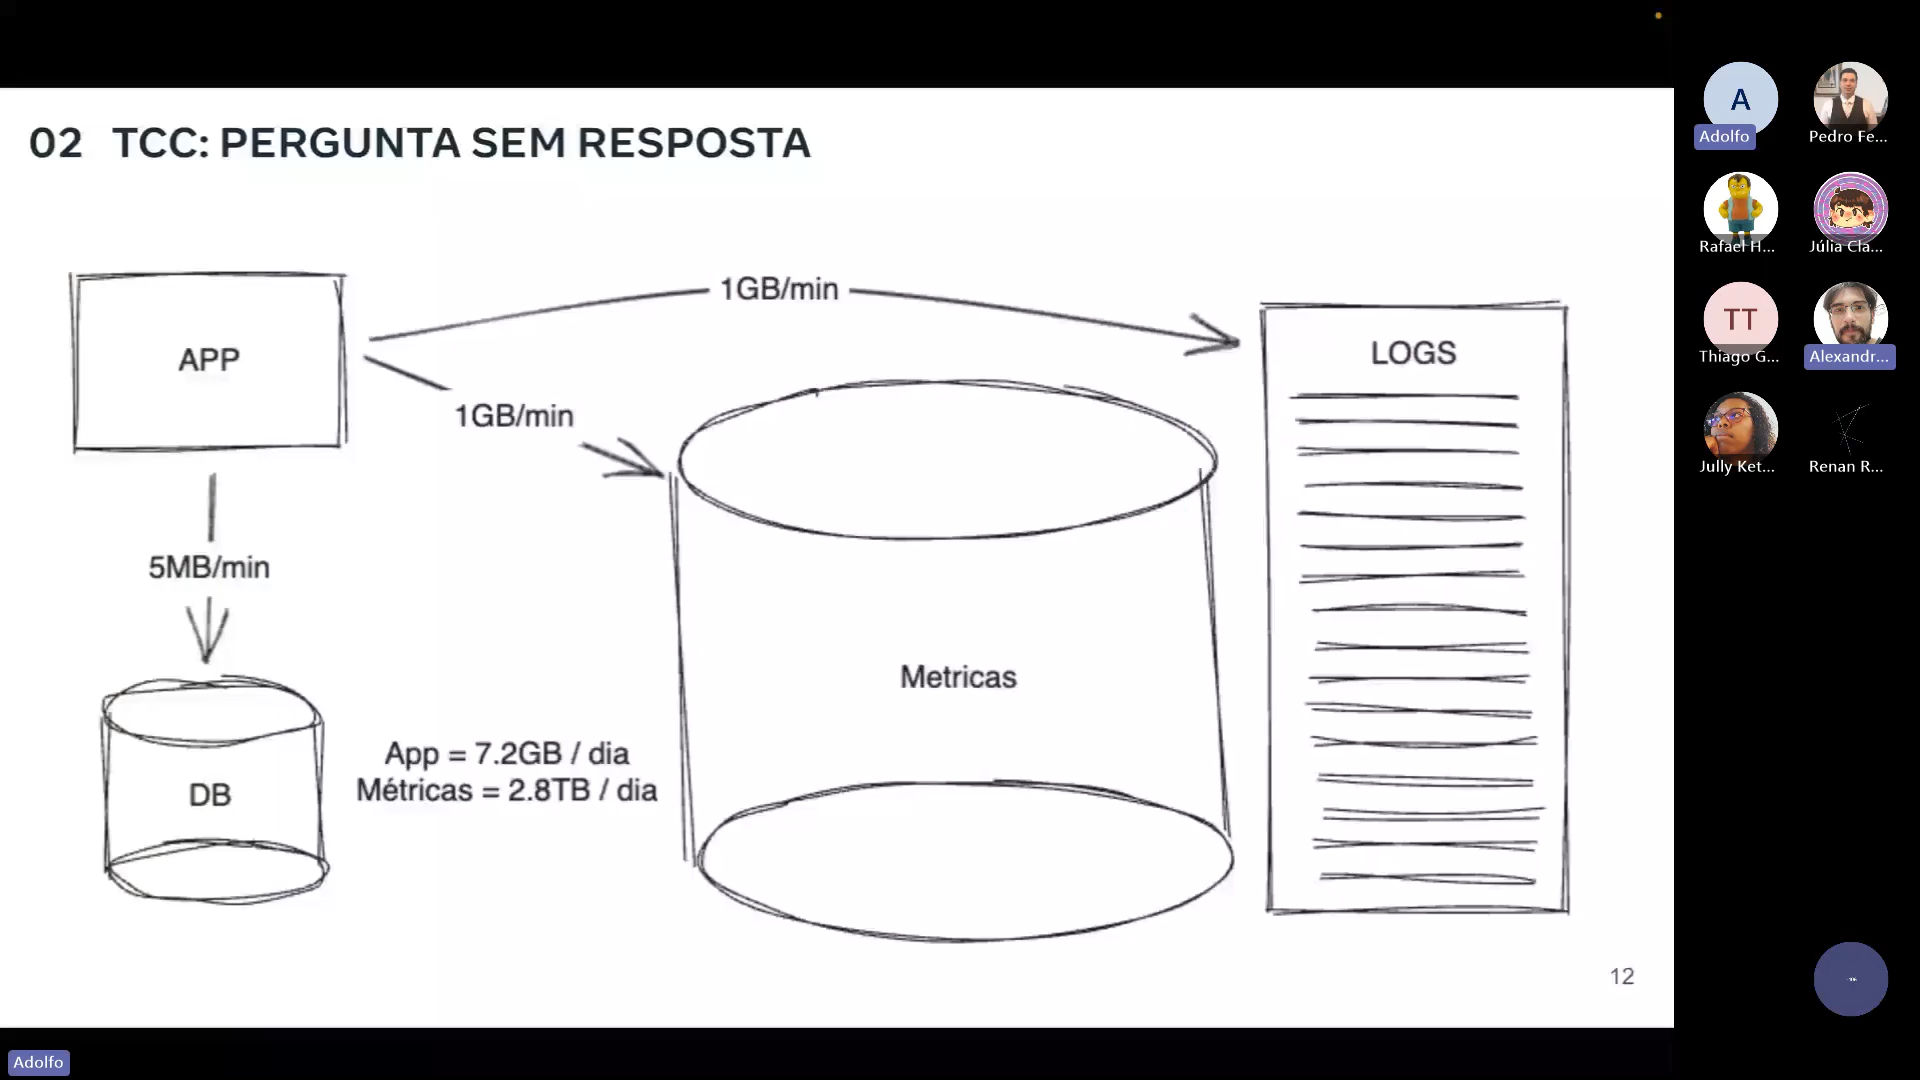 02 TCC: PERGUNTA SEM RESPOSTA
APP
1GB/min
1GB/min
LOGS
5MB/min
Metricas
App = 7.2GB / dia
Métricas = 2.8TB / dia
DB
12
A
Adolfo
Pedro Fe...
Rafael H...
Júlia Cla...
TT
Thiago G...
Alexandr...
Jully Ket...
Renan R...
Adolfo